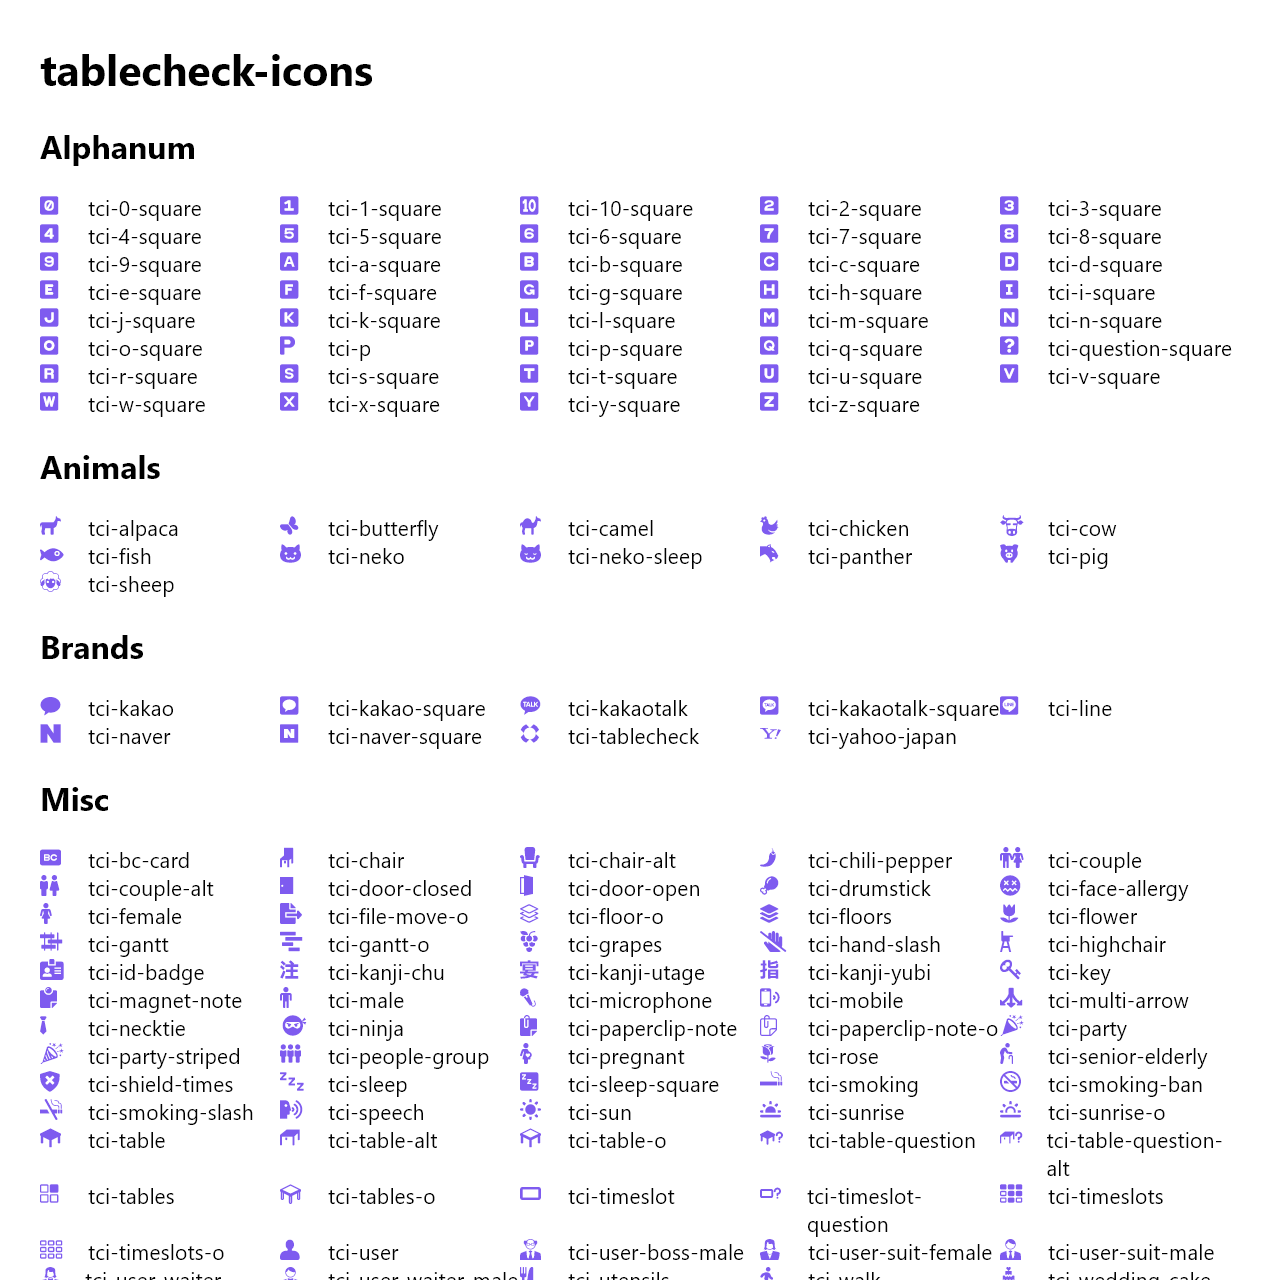 tablecheck-icons
Alphanum
tci-0-square tci-1-square tci-10-square tci-2-square tci-3-square
tci-4-square tci-5-square tci-6-square tci-7-square tci-8-square
tci-9-square tci-a-square tci-b-square tci-c-square tci-d-square
tci-e-square tci-f-square tci-g-square tci-h-square tci-i-square
tci-j-square tci-k-square tci-l-square tci-m-square tci-n-square
tci-o-square tci-p tci-p-square tci-q-square tci-question-square
tci-r-square tci-s-square tci-t-square tci-u-square tci-v-square
tci-w-square tci-x-square tci-y-square tci-z-square
Animals
tci-alpaca tci-butterfly tci-camel tci-chicken tci-cow
tci-fish tci-neko tci-neko-sleep tci-panther tci-pig
tci-sheep
Brands
tci-kakao tci-kakao-square tci-kakaotalk tci-kakaotalk-square tci-line
tci-naver tci-naver-square tci-tablecheck tci-yahoo-japan
Misc
tci-bc-card tci-chair tci-chair-alt tci-chili-pepper tci-couple
tci-couple-alt tci-door-closed tci-door-open tci-drumstick tci-face-allergy
tci-female tci-file-move-o tci-floor-o tci-floors tci-flower
tci-gantt tci-gantt-o tci-grapes tci-hand-slash tci-highchair
tci-id-badge tci-kanji-chu tci-kanji-utage tci-kanji-yubi tci-key
tci-magnet-note tci-male tci-microphone tci-mobile tci-multi-arrow
tci-necktie tci-ninja tci-paperclip-note tci-paperclip-note-o tci-party
tci-party-striped tci-people-group tci-pregnant tci-rose tci-senior-elderly
tci-shield-times tci-sleep tci-sleep-square tci-smoking tci-smoking-ban
tci-smoking-slash tci-speech tci-sun tci-sunrise tci-sunrise-o
tci-table tci-table-alt tci-table-o tci-table-question tci-table-question-
alt
tci-tables tci-tables-o tci-timeslot tci-timeslot- tci-timeslots
question
tci-timeslots-o tci-user tci-user-boss-male tci-user-suit-female tci-user-suit-male
tci-user-waiter- tci-user-waiter-male tci-utensils tci-walk tci-wedding-cake